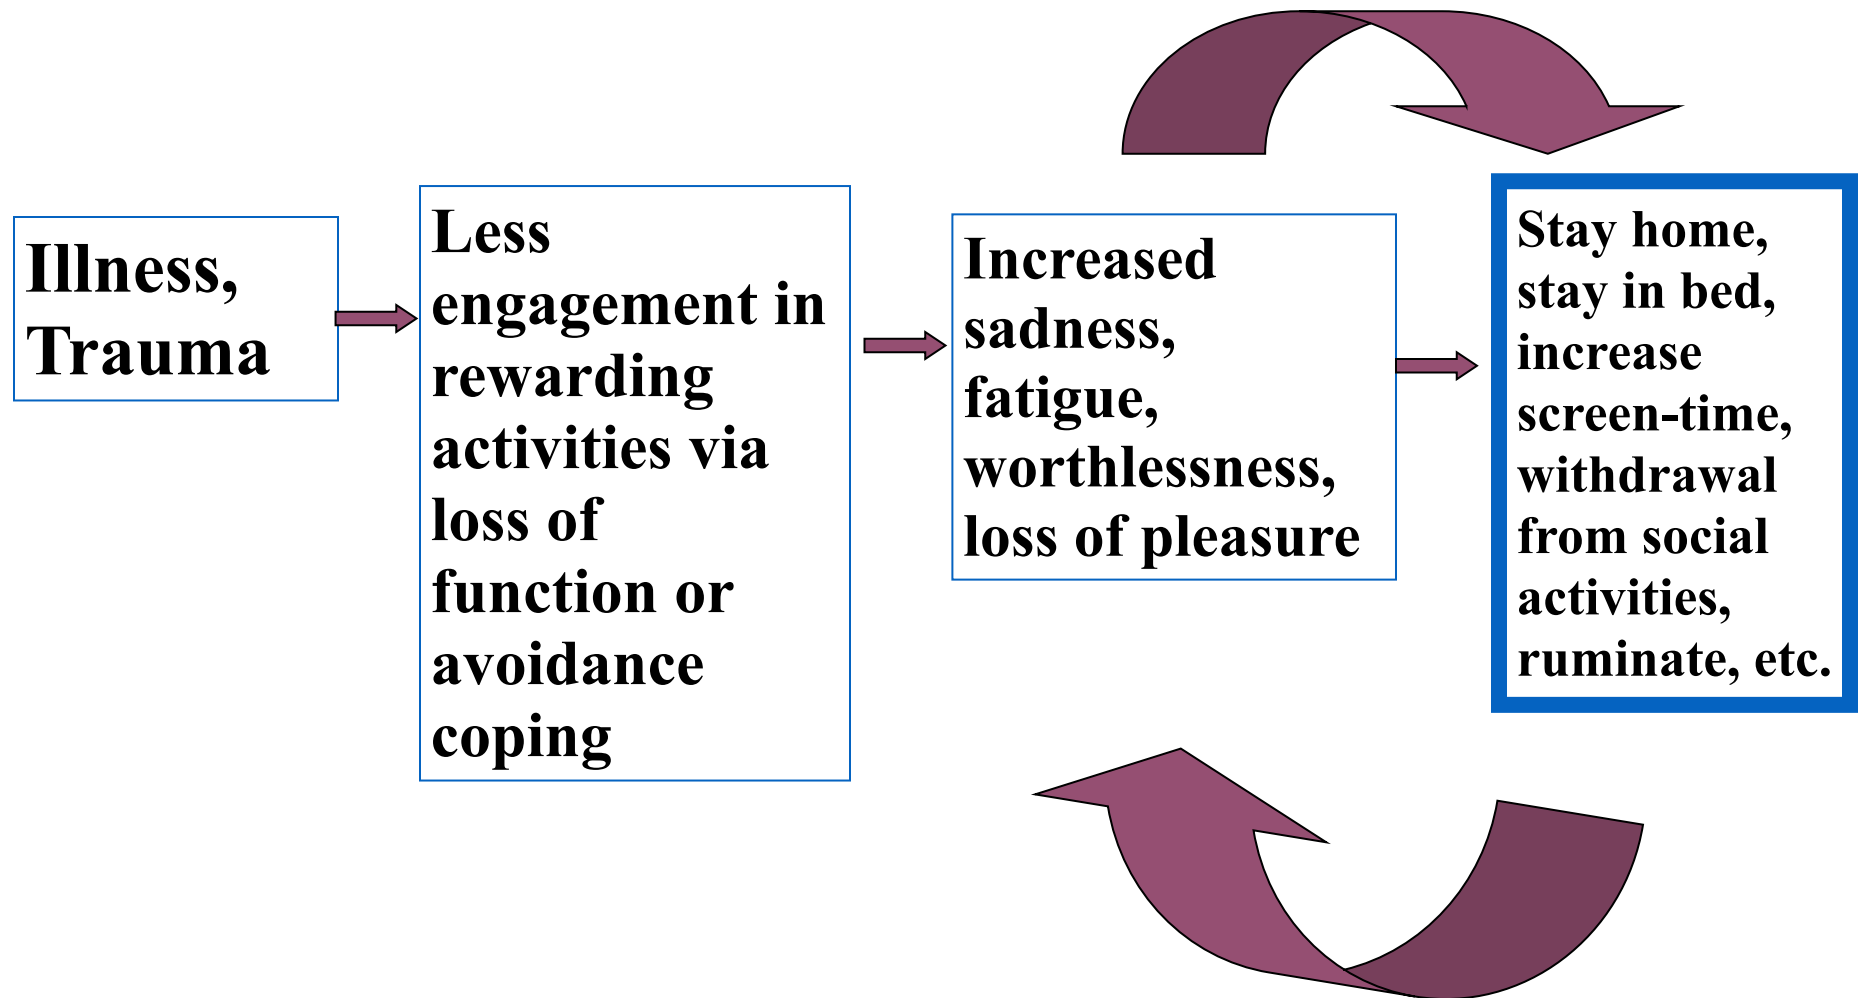 Illness,
Trauma
Less
engagement in
rewarding
activities via
loss of
function or
avoidance
coping
Increased
sadness,
fatigue,
worthlessness,
loss of pleasure
Stay home,
stay in bed,
increase
screen-time,
withdrawal
from social
activities,
ruminate, etc.